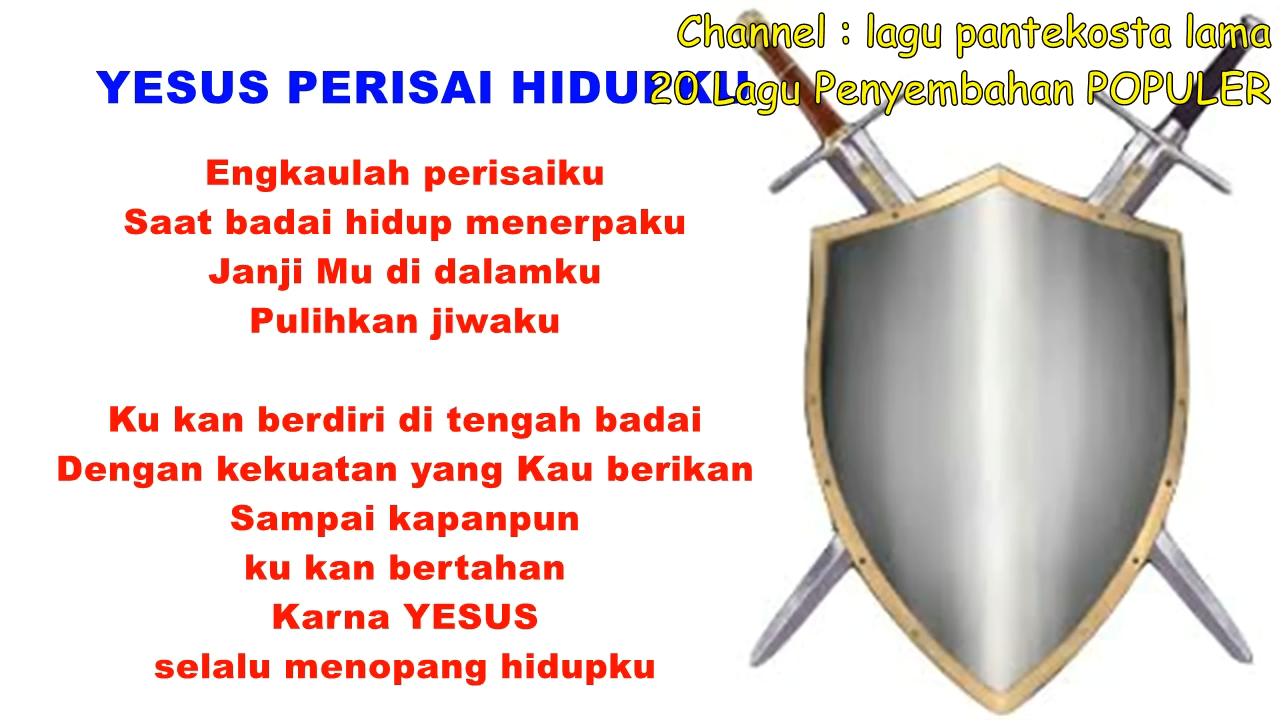 Channel : lagu pantekosta lama
20 Lagu Penyembahan POPULER
YESUS PERISAI HIDUPKU
Engkaulah perisaiku
Saat badai hidup menerpaku
Janji Mu di dalamku
Pulihkan jiwaku
Ku kan berdiri di tengah badai
Dengan kekuatan yang Kau berikan
Sampai kapanpun
ku kan bertahan
Karna YESUS
selalu menopang hidupku